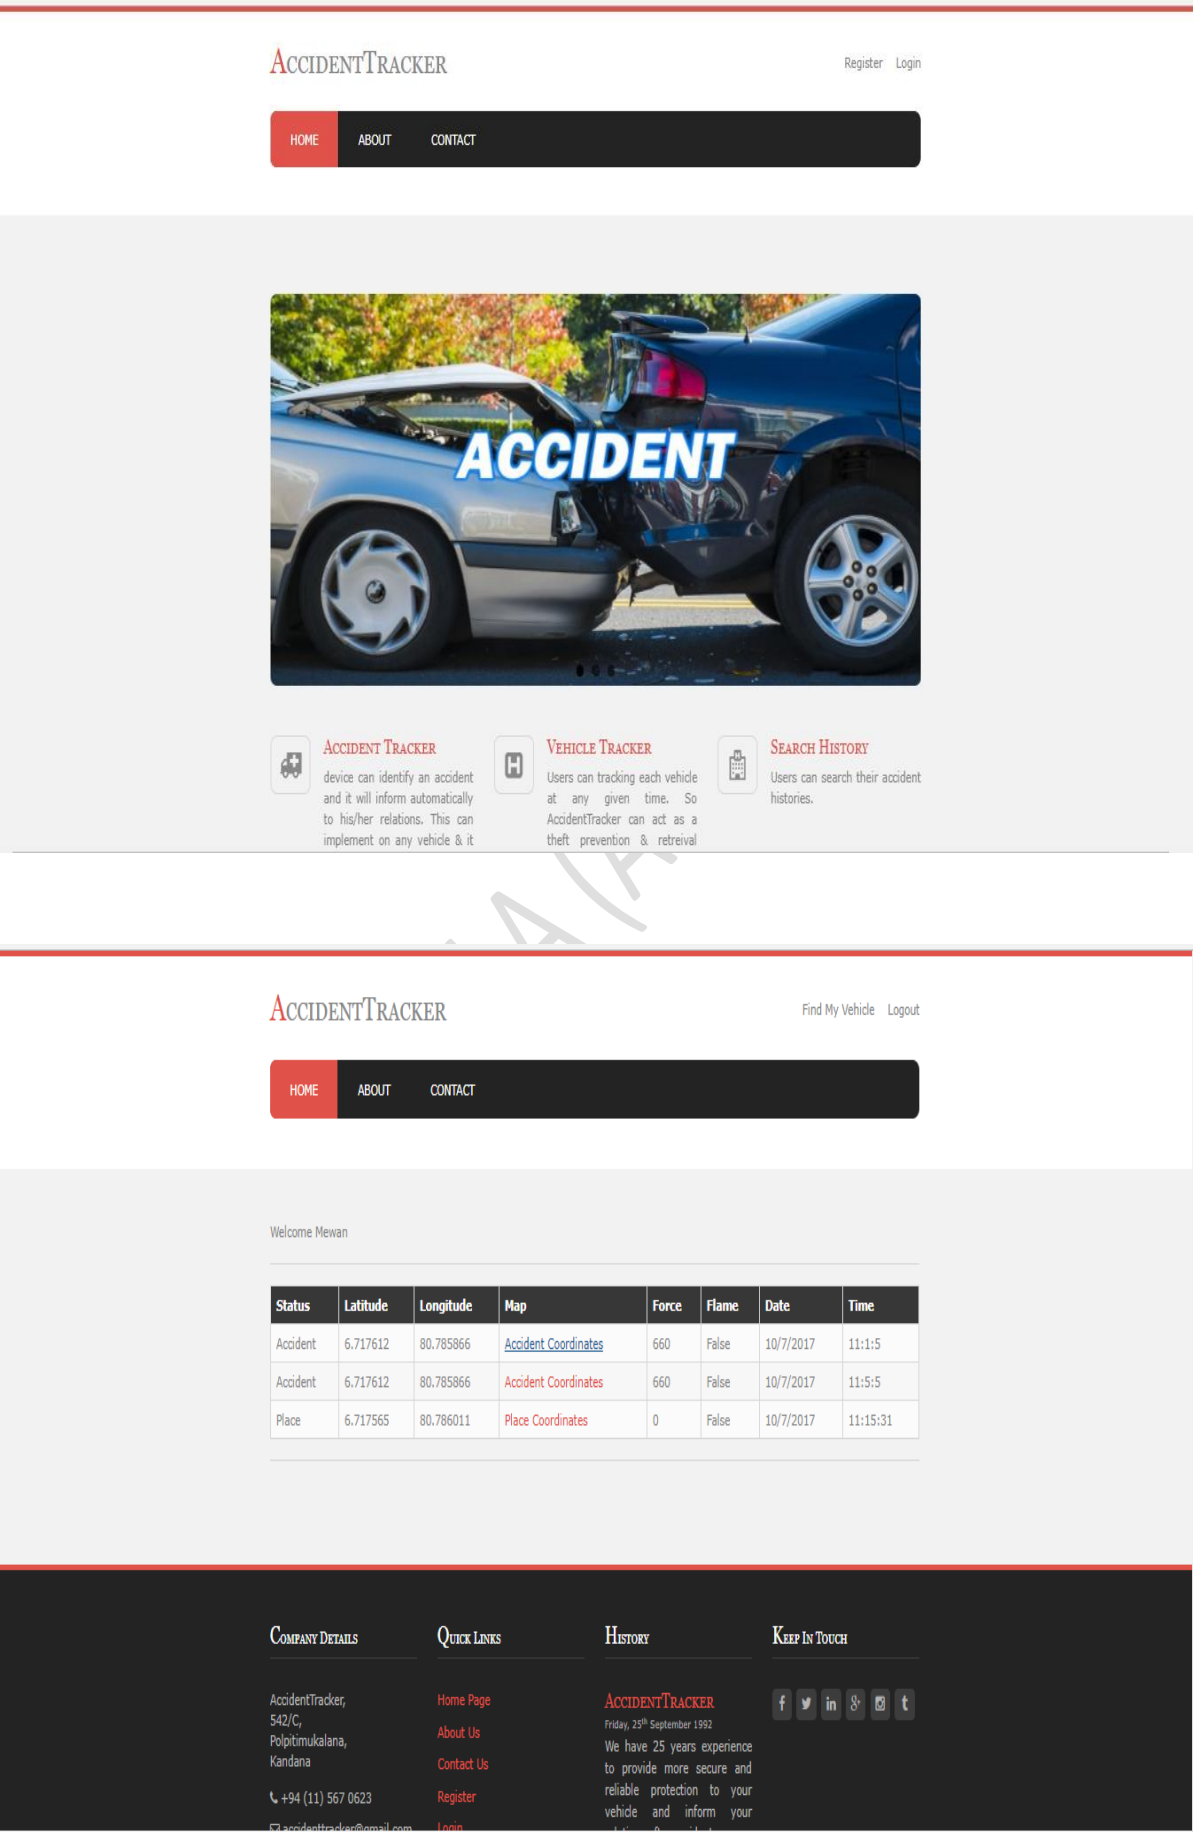 AccidentTracker
Register Login
HOME ABOUT CONTACT
ACCIDENT
Accident Tracker
device can identify an accident
and it will inform automatically
to his/her relations. This can
implement on any vehicle & it
Vehicle Tracker
Users can tracking each vehicle
at any given time. So
AccidentTracker can act as a
theft prevention & retreival
Search History
Users can search their accident
histories.
A (A
AccidentTracker
Find My Vehicle Logout
HOME ABOUT CONTACT
Welcome Mewan
Status Latitude Longitude Map Force Flame Date Time
Accident 6.717612 80.785866 Accident Coordinates 660 False 10/7/2017 11:1:5
Accident 6.717612 80.785866 Accident Coordinates 660 False 10/7/2017 11:5:5
Place 6.717565 80.786011 Place Coordinates 0 False 10/7/2017 11:15:31
Company Details
AccidentTracker,
542/C,
Polpitimukalana,
Kandana
+94 (11) 567 0623
accidenttracker@gmail.com
Quick Links
Home Page
About Us
Contact Us
Register
Login
History
AccidentTracker
Friday, 25th September 1992
We have 25 years experience
to provide more secure and
reliable protection to your
vehicle and inform your
Keep In Touch